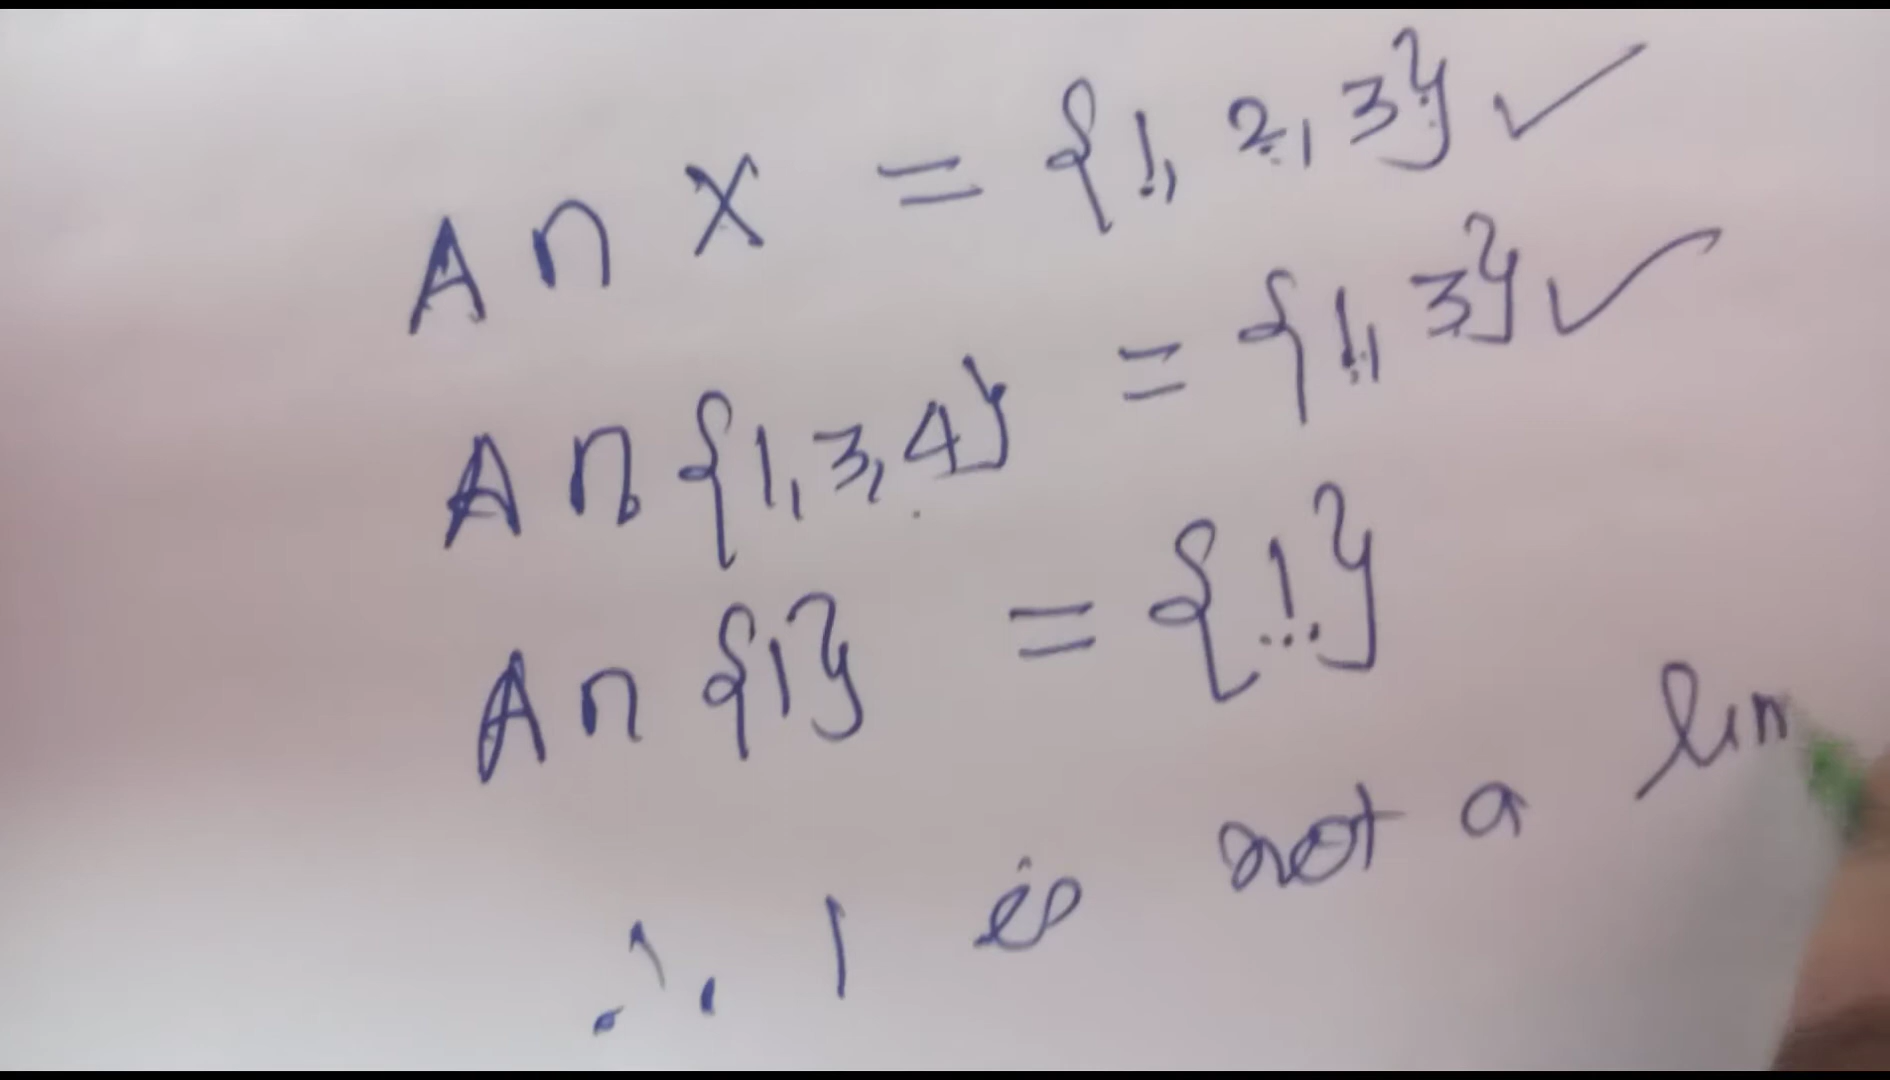 A ∩ X = {1, 2, 3} ✓
A ∩ {1, 3, 4} = {1, 3} ✓
A ∩ {1} = {1}
∴ 1 is not a lim